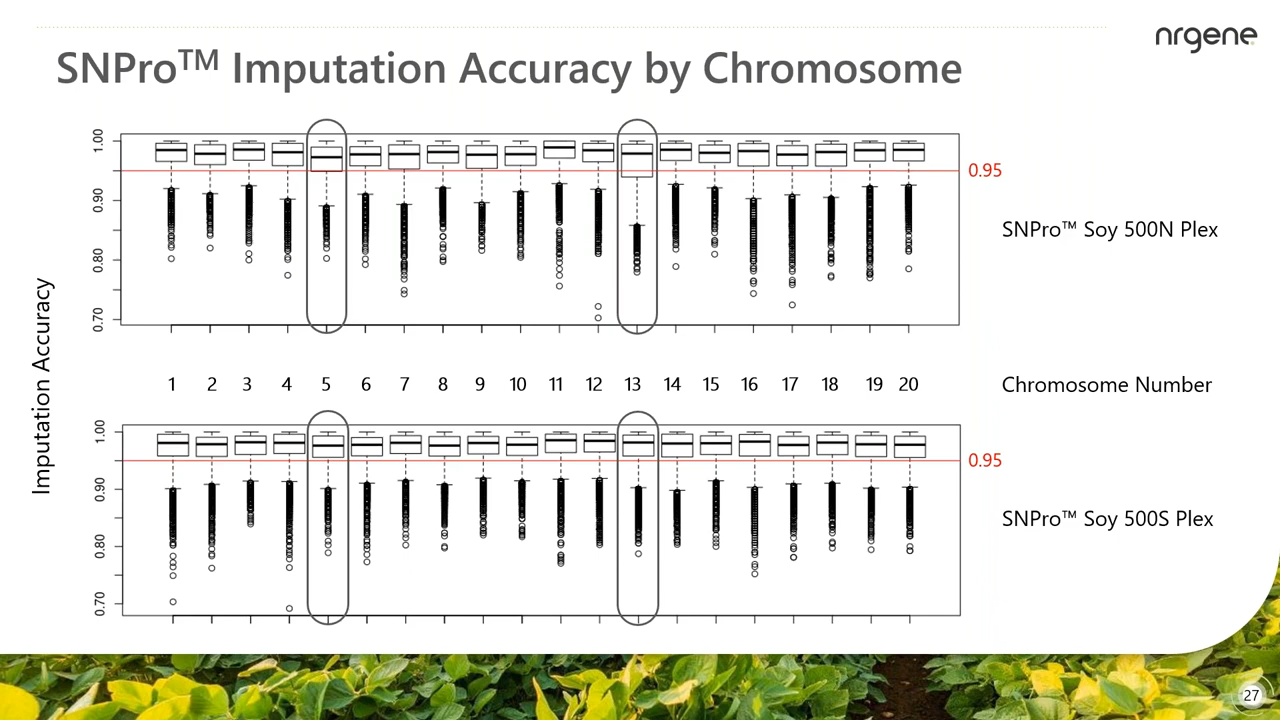 nrgene
SNPro™ Imputation Accuracy by Chromosome
1.00
0.90
0.80
0.70
0.95
SNPro™ Soy 500N Plex
Imputation Accuracy
1 2 3 4 5 6 7 8 9 10 11 12 13 14 15 16 17 18 19 20
Chromosome Number
1.00
0.90
0.80
0.70
0.95
SNPro™ Soy 500S Plex
27